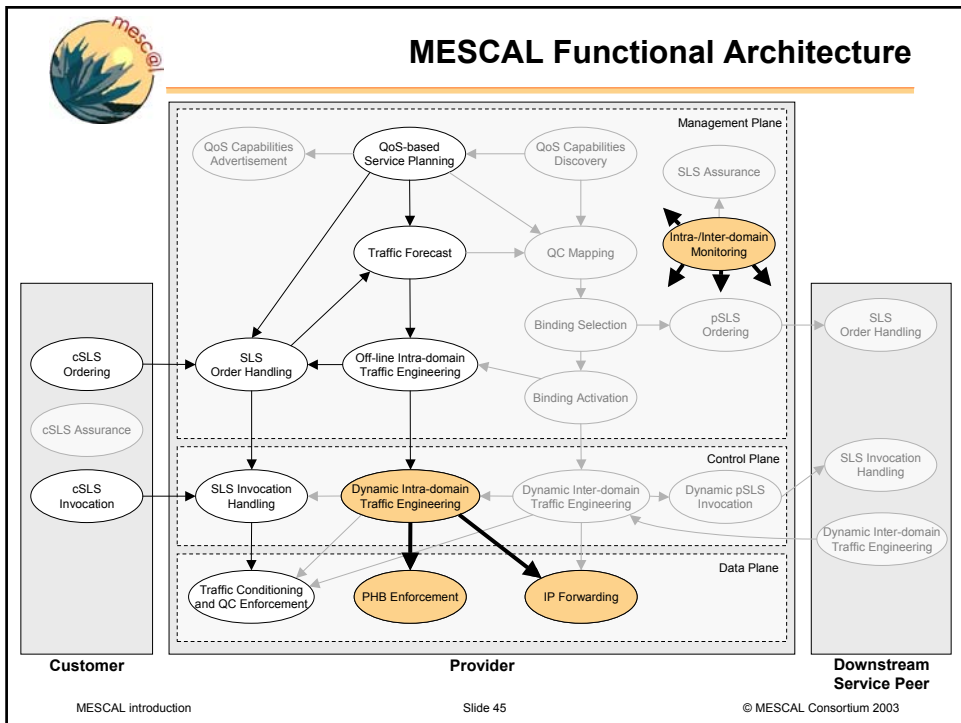 mesc@l
MESCAL Functional Architecture
Management Plane
QoS Capabilities
Advertisement
QoS-based
Service Planning
QoS Capabilities
Discovery
SLS Assurance
Traffic Forecast
QC Mapping
Intra-/Inter-domain
Monitoring
Binding Selection
pSLS
Ordering
SLS
Order Handling
cSLS
Ordering
SLS
Order Handling
Off-line Intra-domain
Traffic Engineering
Binding Activation
cSLS Assurance
Control Plane
cSLS
Invocation
SLS Invocation
Handling
Dynamic Intra-domain
Traffic Engineering
Dynamic Inter-domain
Traffic Engineering
Dynamic pSLS
Invocation
SLS Invocation
Handling
Dynamic Inter-domain
Traffic Engineering
Data Plane
Traffic Conditioning
and QC Enforcement
PHB Enforcement
IP Forwarding
Customer
Provider
Downstream
Service Peer
MESCAL introduction
Slide 45
© MESCAL Consortium 2003